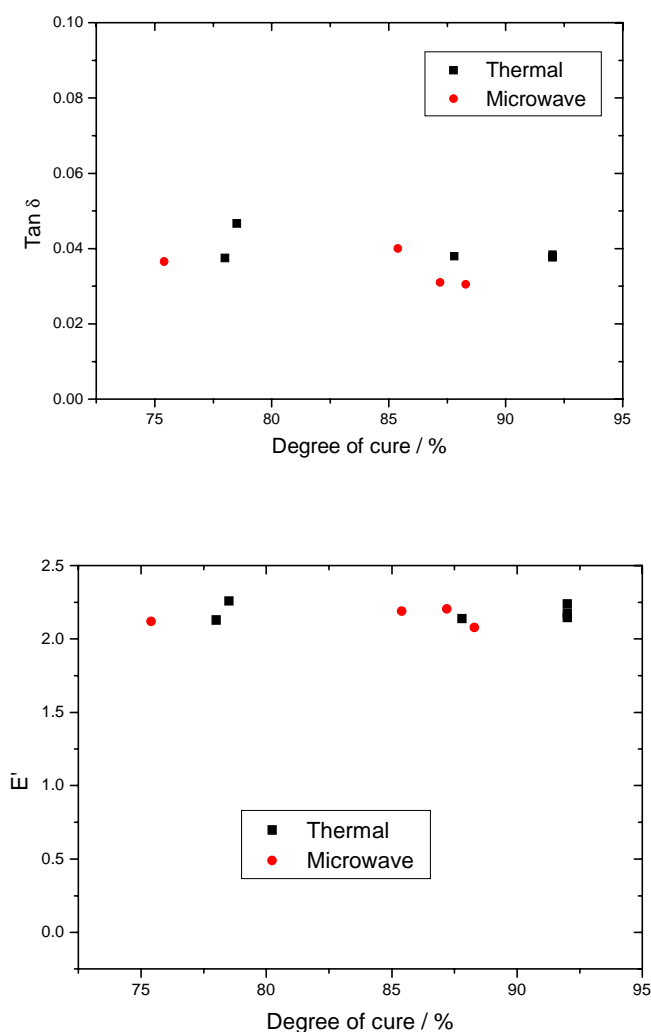 0.10
0.08
0.06
0.04
0.02
0.00
Tan δ
Thermal
Microwave
75 80 85 90 95
Degree of cure / %
2.5
2.0
1.5
1.0
0.5
0.0
E'
Thermal
Microwave
75 80 85 90 95
Degree of cure / %